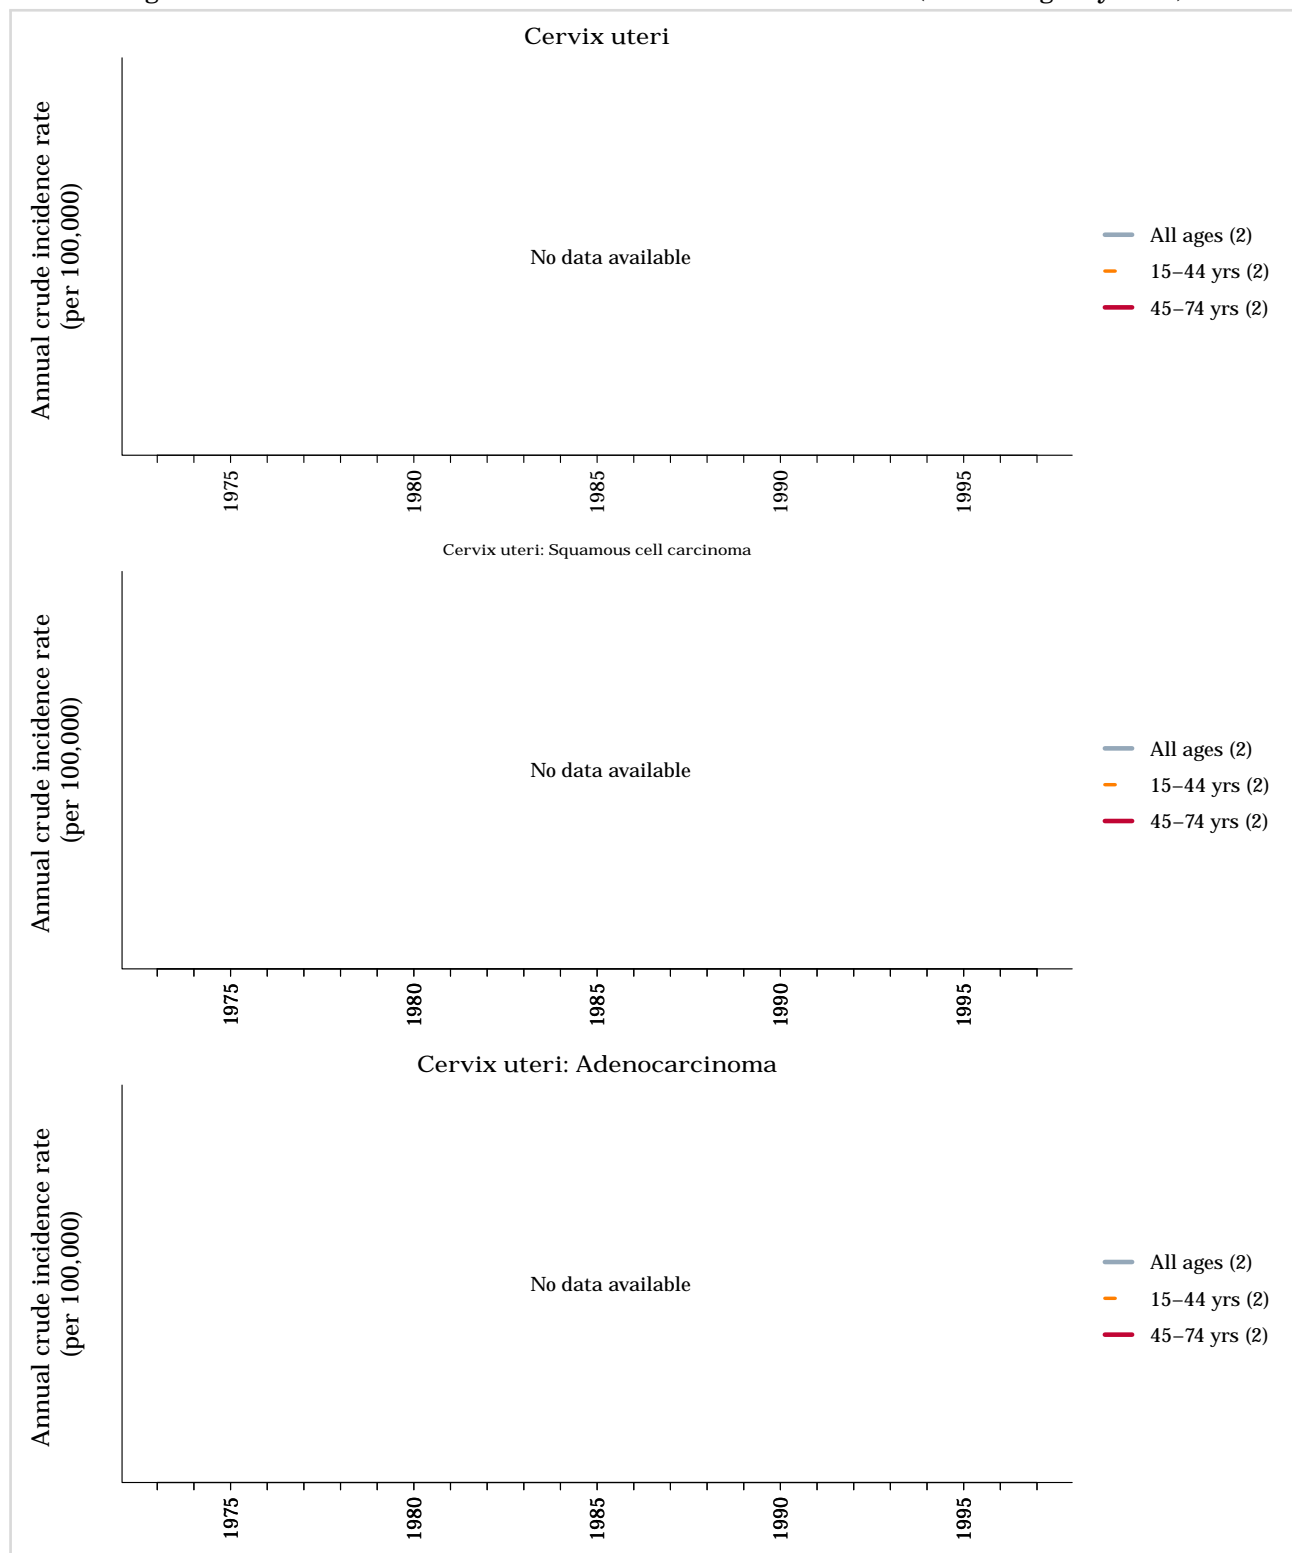 Cervix uteri
Annual crude incidence rate
(per 100,000)
No data available
All ages (2)
15–44 yrs (2)
45–74 yrs (2)
1975
1980
1985
1990
1995
Cervix uteri: Squamous cell carcinoma
Annual crude incidence rate
(per 100,000)
No data available
All ages (2)
15–44 yrs (2)
45–74 yrs (2)
1975
1980
1985
1990
1995
Cervix uteri: Adenocarcinoma
Annual crude incidence rate
(per 100,000)
No data available
All ages (2)
15–44 yrs (2)
45–74 yrs (2)
1975
1980
1985
1990
1995